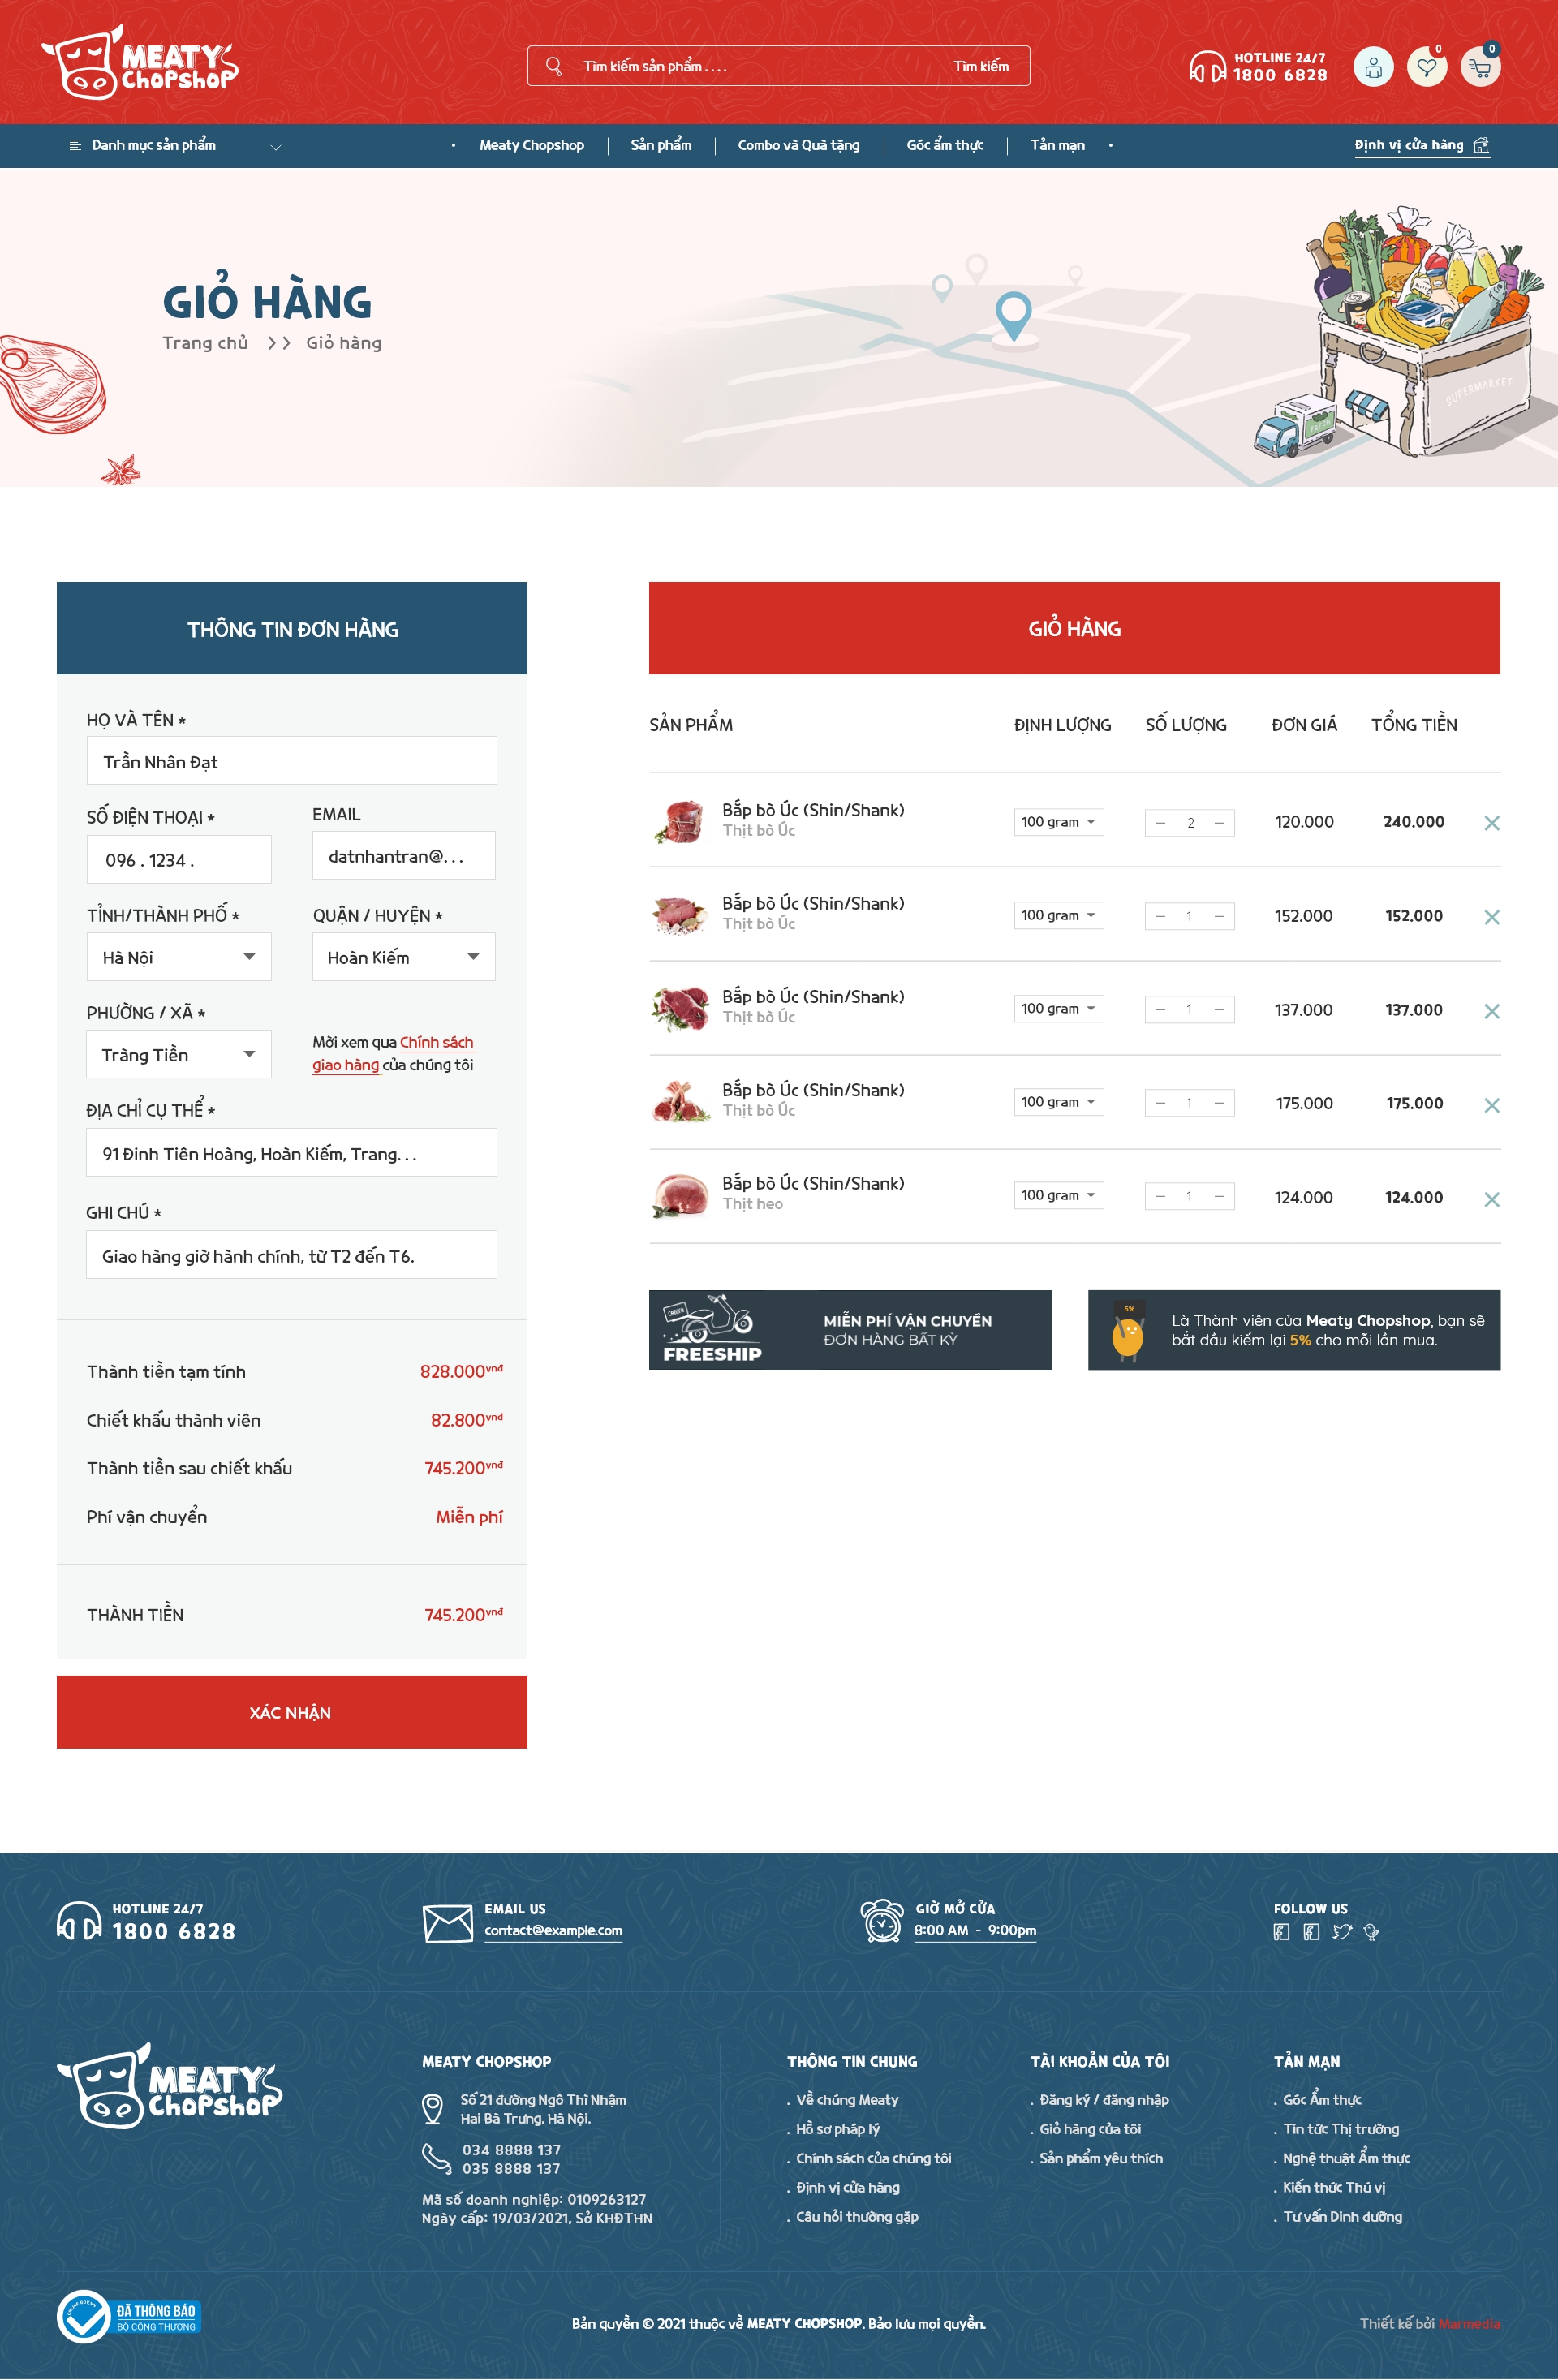 MEATY
CHOPSHOP
Tìm kiếm sản phẩm . . . .
Tìm kiếm
HOTLINE 24/7
1800 6828
0
0
Danh mục sản phẩm
Meaty Chopshop
Sản phẩm
Combo và Quà tặng
Góc ẩm thực
Tản mạn
Định vị cửa hàng
GIỎ HÀNG
Trang chủ >> Giỏ hàng
SUPERMARKET
FRESH
THÔNG TIN ĐƠN HÀNG
HỌ VÀ TÊN *
Trần Nhân Đạt
SỐ ĐIỆN THOẠI *
EMAIL
096 . 1234 .
datnhantran@. . .
TỈNH/THÀNH PHỐ *
QUẬN / HUYỆN *
Hà Nội
Hoàn Kiếm
PHƯỜNG / XÃ *
Tràng Tiền
Mời xem qua Chính sách
giao hàng của chúng tôi
ĐỊA CHỈ CỤ THỂ *
91 Đinh Tiên Hoàng, Hoàn Kiếm, Trang. . .
GHI CHÚ *
Giao hàng giờ hành chính, từ T2 đến T6.
Thành tiền tạm tính 828.000vnđ
Chiết khấu thành viên 82.800vnđ
Thành tiền sau chiết khấu 745.200vnđ
Phí vận chuyển Miễn phí
THÀNH TIỀN 745.200vnđ
XÁC NHẬN
GIỎ HÀNG
SẢN PHẨM ĐỊNH LƯỢNG SỐ LƯỢNG ĐƠN GIÁ TỔNG TIỀN
Bắp bò Úc (Shin/Shank)
Thịt bò Úc
100 gram − 2 + 120.000 240.000
Bắp bò Úc (Shin/Shank)
Thịt bò Úc
100 gram − 1 + 152.000 152.000
Bắp bò Úc (Shin/Shank)
Thịt bò Úc
100 gram − 1 + 137.000 137.000
Bắp bò Úc (Shin/Shank)
Thịt bò Úc
100 gram − 1 + 175.000 175.000
Bắp bò Úc (Shin/Shank)
Thịt heo
100 gram − 1 + 124.000 124.000
FREESHIP
MIỄN PHÍ VẬN CHUYỂN
ĐƠN HÀNG BẤT KỲ
5%
Là Thành viên của Meaty Chopshop, bạn sẽ
bắt đầu kiếm lại 5% cho mỗi lần mua.
HOTLINE 24/7
1800 6828
EMAIL US
contact@example.com
GIỜ MỞ CỬA
8:00 AM - 9:00pm
FOLLOW US
MEATY
CHOPSHOP
MEATY CHOPSHOP
Số 21 đường Ngô Thì Nhậm
Hai Bà Trưng, Hà Nội.
034 8888 137
035 8888 137
Mã số doanh nghiệp: 0109263127
Ngày cấp: 19/03/2021, Sở KHĐTHN
THÔNG TIN CHUNG
. Về chúng Meaty
. Hồ sơ pháp lý
. Chính sách của chúng tôi
. Định vị cửa hàng
. Câu hỏi thường gặp
TÀI KHOẢN CỦA TÔI
. Đăng ký / đăng nhập
. Giỏ hàng của tôi
. Sản phẩm yêu thích
TẢN MẠN
. Góc Ẩm thực
. Tin tức Thị trường
. Nghệ thuật Ẩm thực
. Kiến thức Thú vị
. Tư vấn Dinh dưỡng
ONLINE.GOV.VN
ĐÃ THÔNG BÁO
BỘ CÔNG THƯƠNG
Bản quyền © 2021 thuộc về MEATY CHOPSHOP. Bảo lưu mọi quyền.
Thiết kế bởi Marmedia